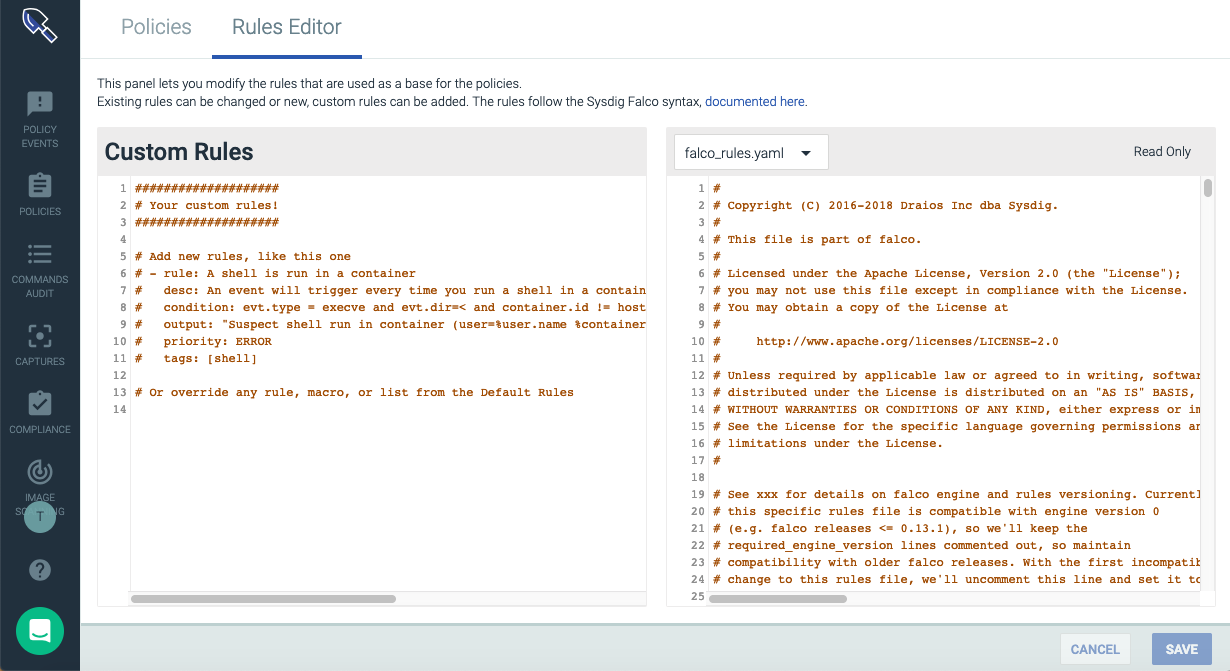 Policies
Rules Editor
This panel lets you modify the rules that are used as a base for the policies.
Existing rules can be changed or new, custom rules can be added. The rules follow the Sysdig Falco syntax, documented here.
POLICY
EVENTS
POLICIES
COMMANDS
AUDIT
CAPTURES
COMPLIANCE
IMAGE
T
Custom Rules
1 ####################
2 # Your custom rules!
3 ####################
4
5 # Add new rules, like this one
6 # - rule: A shell is run in a container
7 #   desc: An event will trigger every time you run a shell in a contain
8 #   condition: evt.type = execve and evt.dir=< and container.id != host
9 #   output: "Suspect shell run in container (user=%user.name %container
10 #   priority: ERROR
11 #   tags: [shell]
12
13 # Or override any rule, macro, or list from the Default Rules
14
falco_rules.yaml
Read Only
1 #
2 # Copyright (C) 2016-2018 Draios Inc dba Sysdig.
3 #
4 # This file is part of falco.
5 #
6 # Licensed under the Apache License, Version 2.0 (the "License");
7 # you may not use this file except in compliance with the License.
8 # You may obtain a copy of the License at
9 #
10 #     http://www.apache.org/licenses/LICENSE-2.0
11 #
12 # Unless required by applicable law or agreed to in writing, softwar
13 # distributed under the License is distributed on an "AS IS" BASIS,
14 # WITHOUT WARRANTIES OR CONDITIONS OF ANY KIND, either express or im
15 # See the License for the specific language governing permissions an
16 # limitations under the License.
17 #
18
19 # See xxx for details on falco engine and rules versioning. Currentl
20 # this specific rules file is compatible with engine version 0
21 # (e.g. falco releases <= 0.13.1), so we'll keep the
22 # required_engine_version lines commented out, so maintain
23 # compatibility with older falco releases. With the first incompatib
24 # change to this rules file, we'll uncomment this line and set it to
25
CANCEL
SAVE